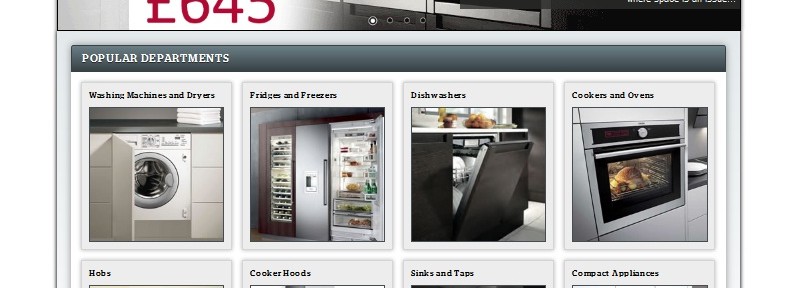 £645
where space is an issue...
POPULAR DEPARTMENTS
Washing Machines and Dryers
Fridges and Freezers
Dishwashers
Cookers and Ovens
Hobs
Cooker Hoods
Sinks and Taps
Compact Appliances